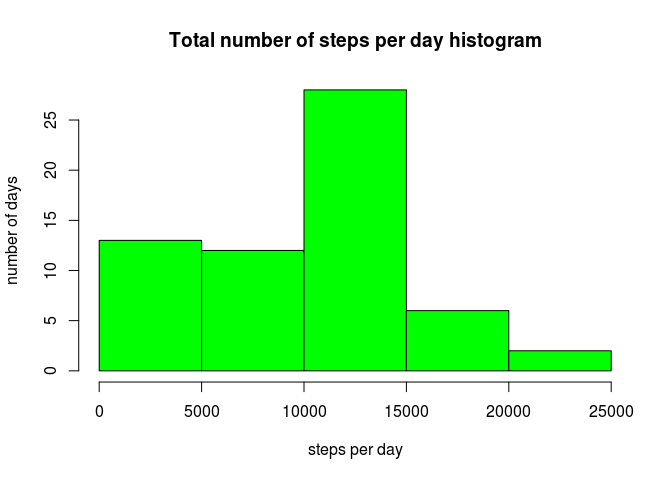 Total number of steps per day histogram
number of days
25
20
15
10
5
0
0 5000 10000 15000 20000 25000
steps per day